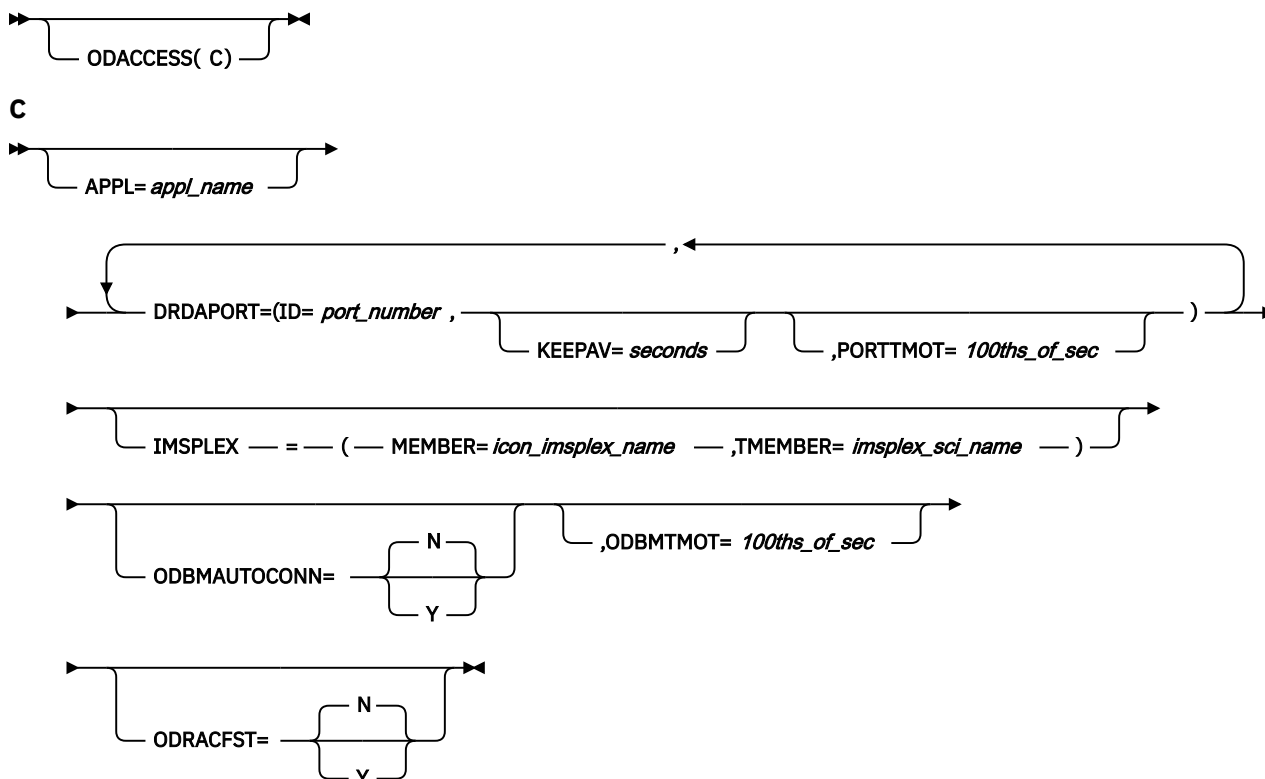 ODACCESS( C)
C
APPL= appl_name
,
DRDAPORT=(ID= port_number , )
KEEPAV= seconds ,PORTTMOT= 100ths_of_sec
IMSPLEX = ( MEMBER= icon_imsplex_name ,TMEMBER= imsplex_sci_name )
N
,ODBMTMOT= 100ths_of_sec
ODBMAUTOCONN=
Y
N
ODRACFST=
Y